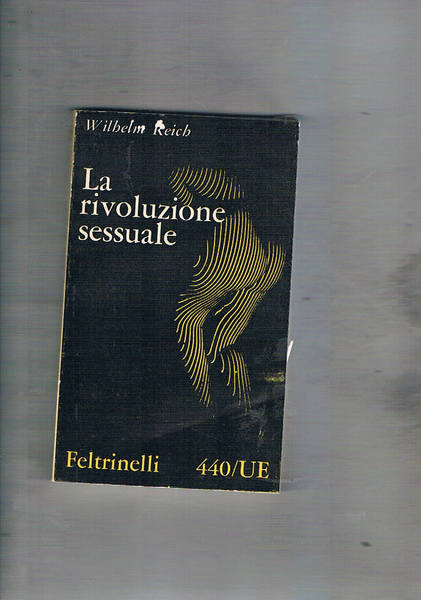 Wilhelm Reich
La
rivoluzione
sessuale
Feltrinelli 440/UE